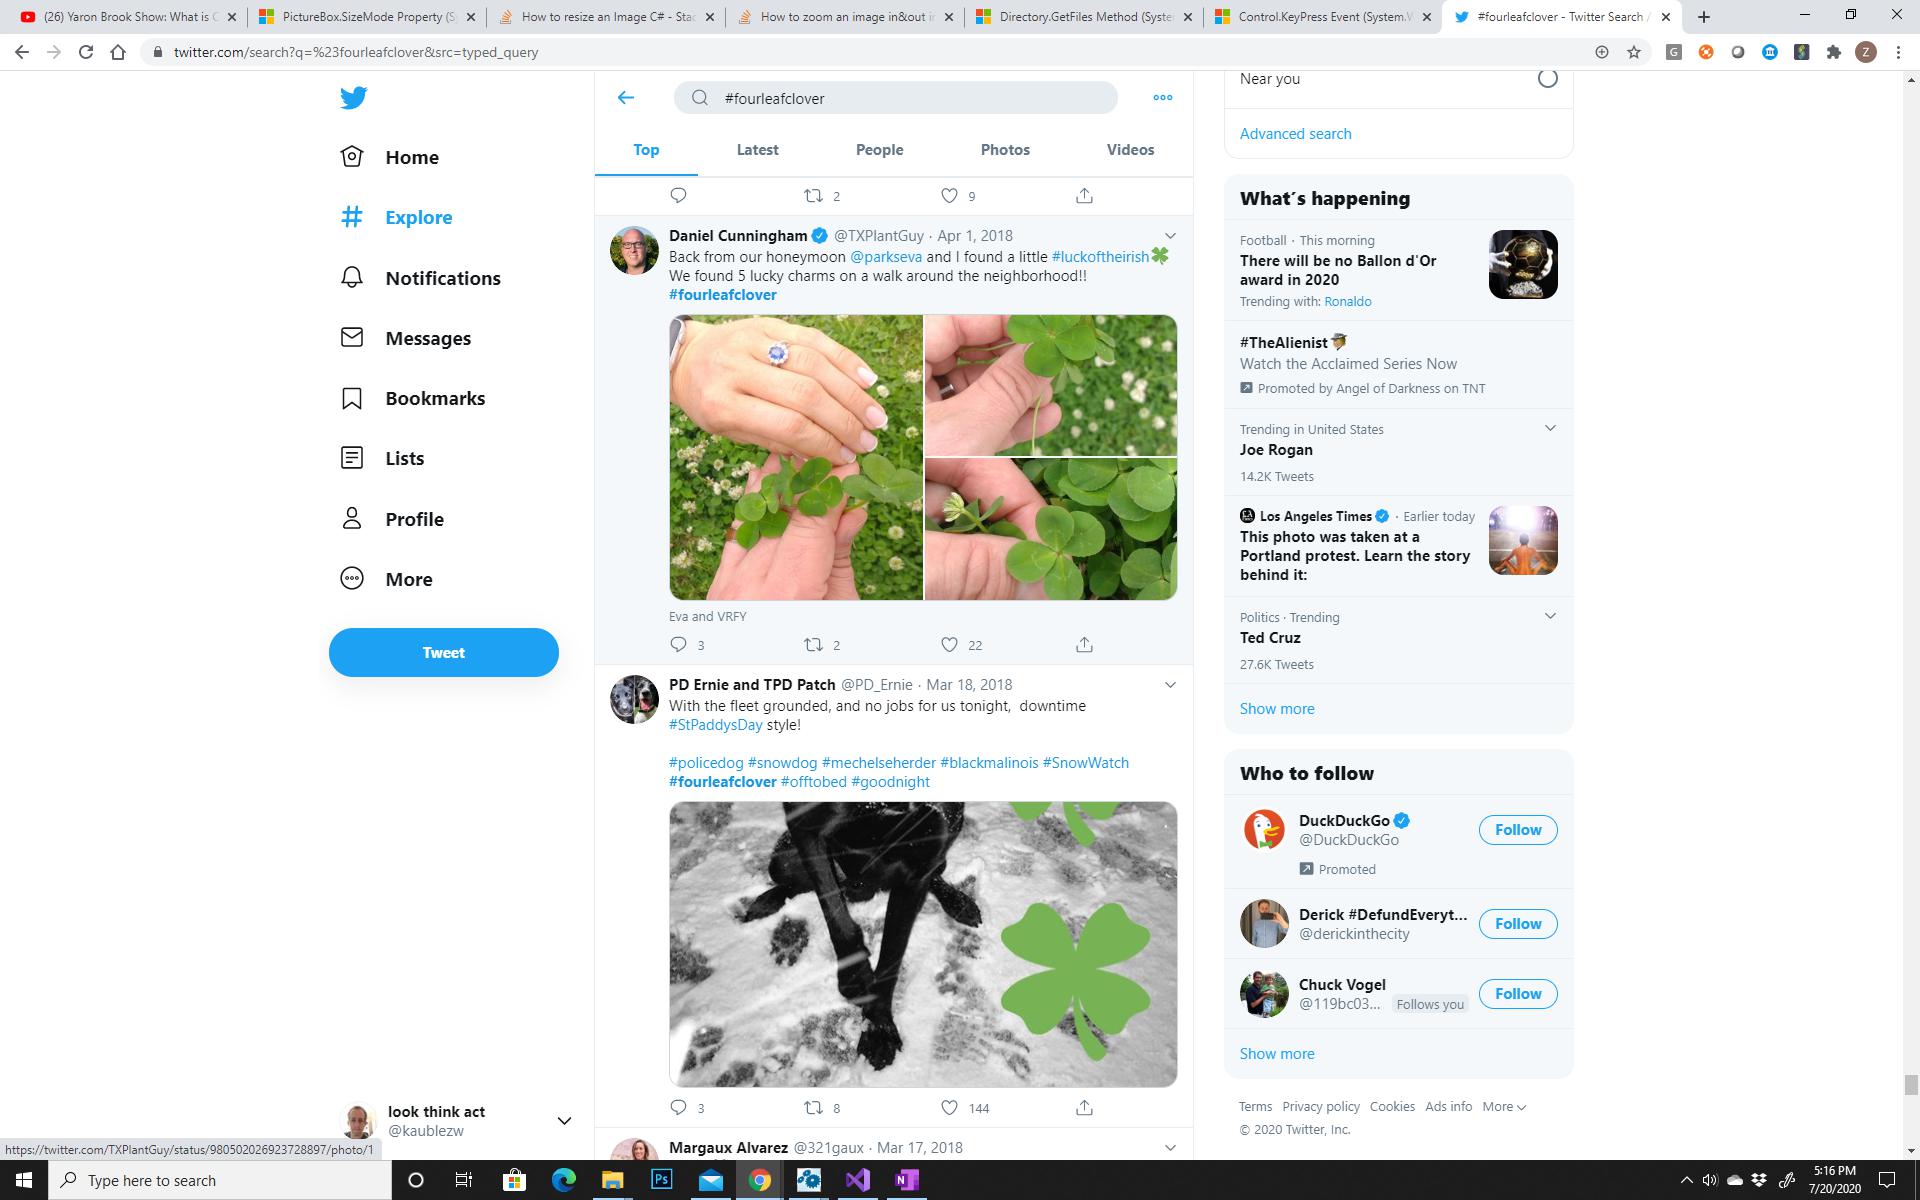 (26) Yaron Brook Show: What is C
PictureBox.SizeMode Property (S
How to resize an Image C# - Stac
How to zoom an image in&out i
Directory.GetFiles Method (Syste
Control.KeyPress Event (System.W
#fourleafclover - Twitter Search /
twitter.com/search?q=%23fourleafclover&src=typed_query
Z
Home
Explore
Notifications
Messages
Bookmarks
Lists
Profile
More
Tweet
look think act
@kaublezw
#fourleafclover
Top Latest People Photos Videos
2 9
Daniel Cunningham @TXPlantGuy · Apr 1, 2018
Back from our honeymoon @parkseva and I found a little #luckoftheirish🍀
We found 5 lucky charms on a walk around the neighborhood!!
#fourleafclover
Eva and VRFY
3 2 22
PD Ernie and TPD Patch @PD_Ernie · Mar 18, 2018
With the fleet grounded, and no jobs for us tonight, downtime
#StPaddysDay style!
#policedog #snowdog #mechelseherder #blackmalinois #SnowWatch
#fourleafclover #offtobed #goodnight
3 8 144
Margaux Alvarez @321gaux · Mar 17, 2018
Near you
Advanced search
What´s happening
Football · This morning
There will be no Ballon d'Or
award in 2020
Trending with: Ronaldo
#TheAlienist
Watch the Acclaimed Series Now
Promoted by Angel of Darkness on TNT
Trending in United States
Joe Rogan
14.2K Tweets
Los Angeles Times · Earlier today
This photo was taken at a
Portland protest. Learn the story
behind it:
Politics · Trending
Ted Cruz
27.6K Tweets
Show more
Who to follow
DuckDuckGo
@DuckDuckGo
Follow
Promoted
Derick #DefundEveryt...
@derickinthecity
Follow
Chuck Vogel
@119bc03... Follows you
Follow
Show more
Terms Privacy policy Cookies Ads info More
© 2020 Twitter, Inc.
https://twitter.com/TXPlantGuy/status/980502026923728897/photo/1
Type here to search
Ps
5:16 PM
7/20/2020